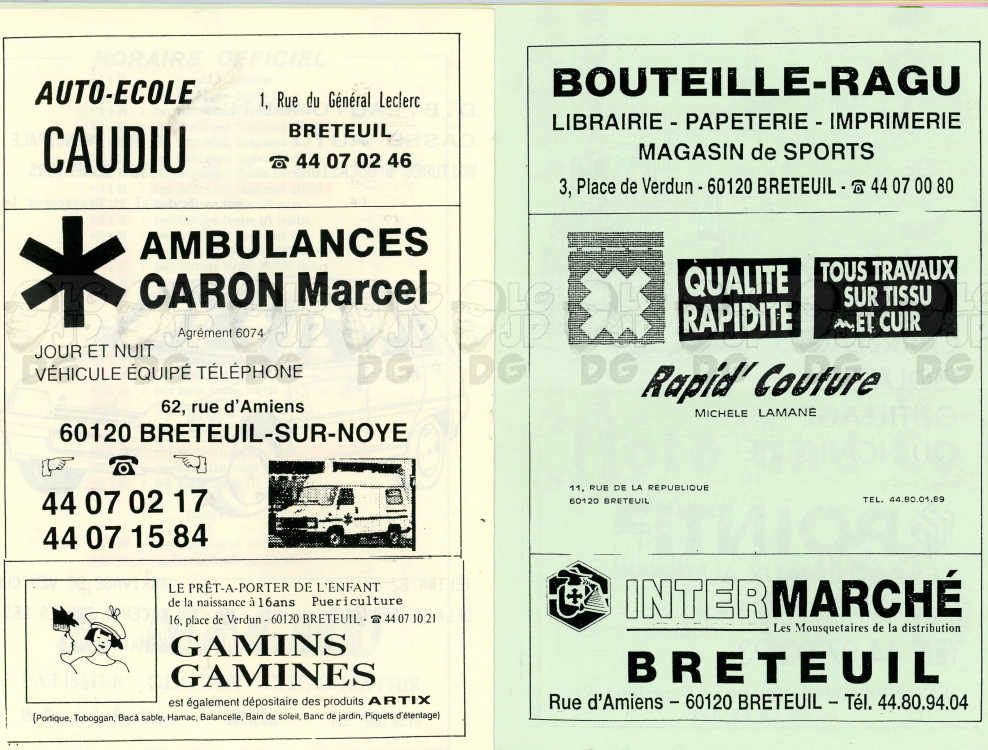 AUTO-ECOLE
CAUDIU
1, Rue du Général Leclerc
BRETEUIL
☎ 44 07 02 46
AMBULANCES
CARON Marcel
Agrément 6074
JOUR ET NUIT
VÉHICULE ÉQUIPÉ TÉLÉPHONE
62, rue d'Amiens
60120 BRETEUIL-SUR-NOYE
44 07 02 17
44 07 15 84
LE PRÊT-A-PORTER DE L'ENFANT
de la naissance à 16ans Puériculture
16, place de Verdun - 60120 BRETEUIL - ☎ 44 07 10 21
GAMINS
GAMINES
est également dépositaire des produits ARTIX
(Portique, Toboggan, Bac à sable, Hamac, Balancelle, Bain de soleil, Banc de jardin, Piquets d'étentage)
BOUTEILLE-RAGU
LIBRAIRIE - PAPETERIE - IMPRIMERIE
MAGASIN de SPORTS
3, Place de Verdun - 60120 BRETEUIL - ☎ 44 07 00 80
QUALITE
RAPIDITE
TOUS TRAVAUX
SUR TISSU
ET CUIR
Rapid' Couture
MICHÈLE LAMANE
11, RUE DE LA REPUBLIQUE
60120 BRETEUIL
TEL. 44.80.01.89
INTERMARCHÉ
Les Mousquetaires de la distribution
BRETEUIL
Rue d'Amiens – 60120 BRETEUIL – Tél. 44.80.94.04
LG
JP
DG